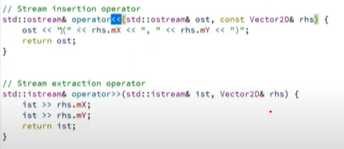 // Stream insertion operator
std::ostream& operator<<(std::ostream& ost, const Vector2D& rhs) {
ost << "(" << rhs.mX << ", " << rhs.mY << ")";
return ost;
}
// Stream extraction operator
std::istream& operator>>(std::istream& ist, Vector2D& rhs) {
ist >> rhs.mX;
ist >> rhs.mY;
return ist;
}